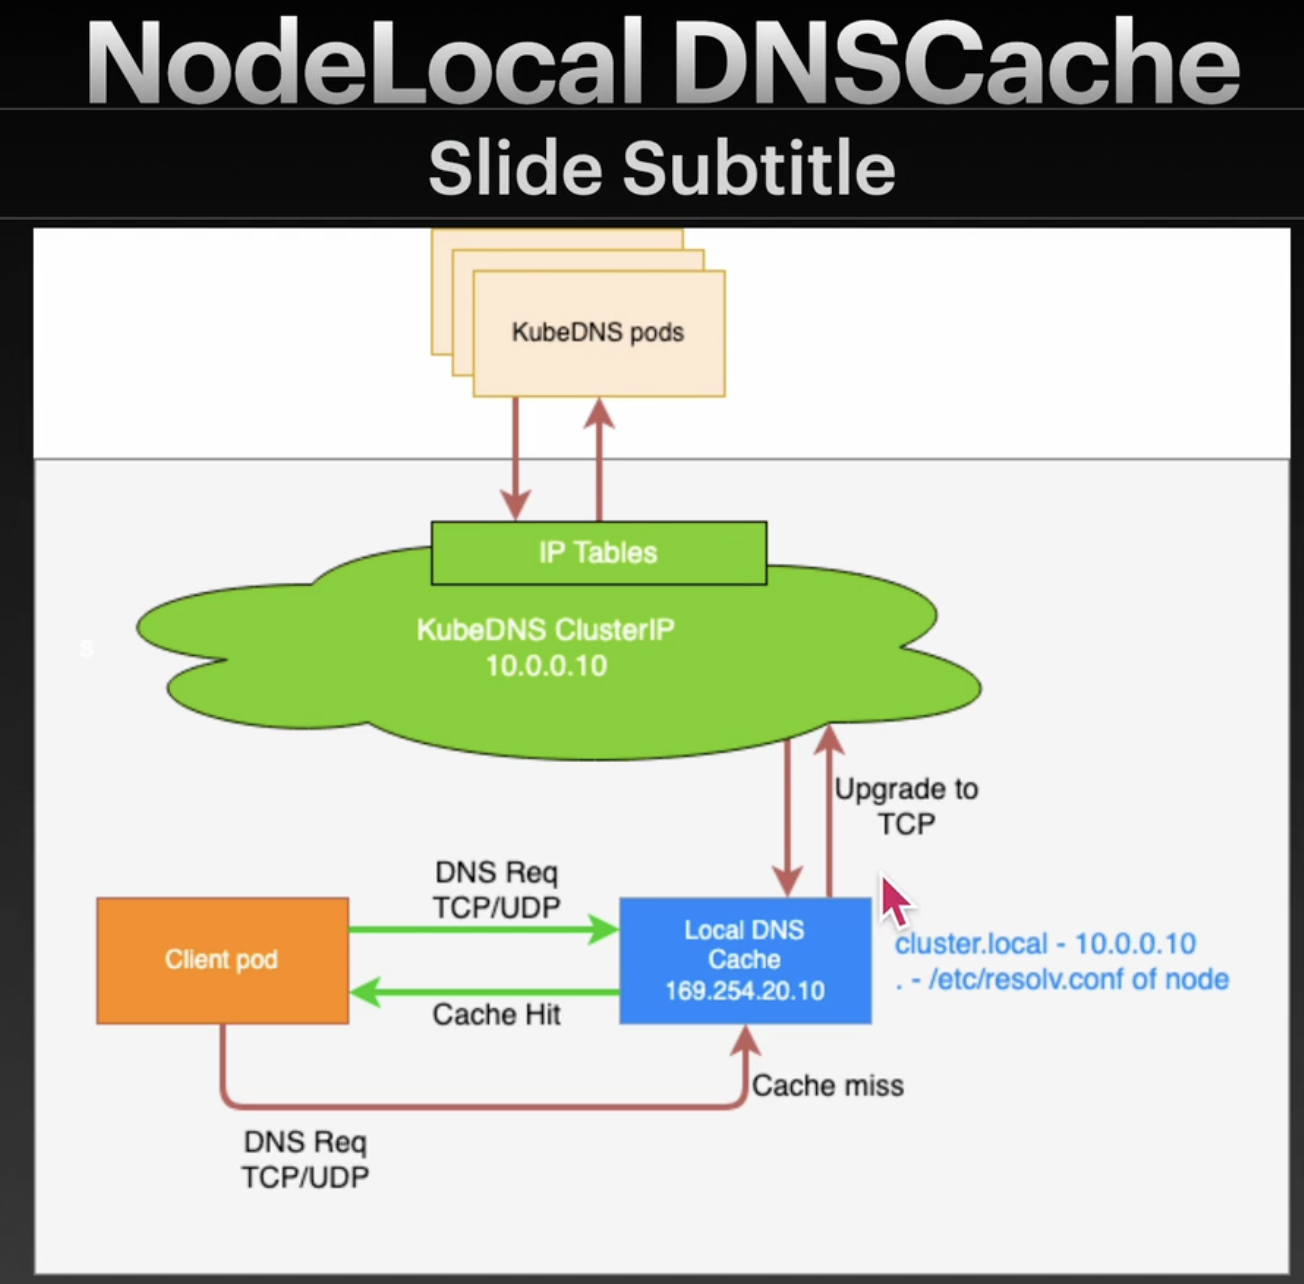 NodeLocal DNSCache
Slide Subtitle
KubeDNS pods
IP Tables
KubeDNS ClusterIP
10.0.0.10
s
Upgrade to
TCP
DNS Req
TCP/UDP
Client pod
Local DNS
Cache
169.254.20.10
cluster.local - 10.0.0.10
. - /etc/resolv.conf of node
Cache Hit
Cache miss
DNS Req
TCP/UDP